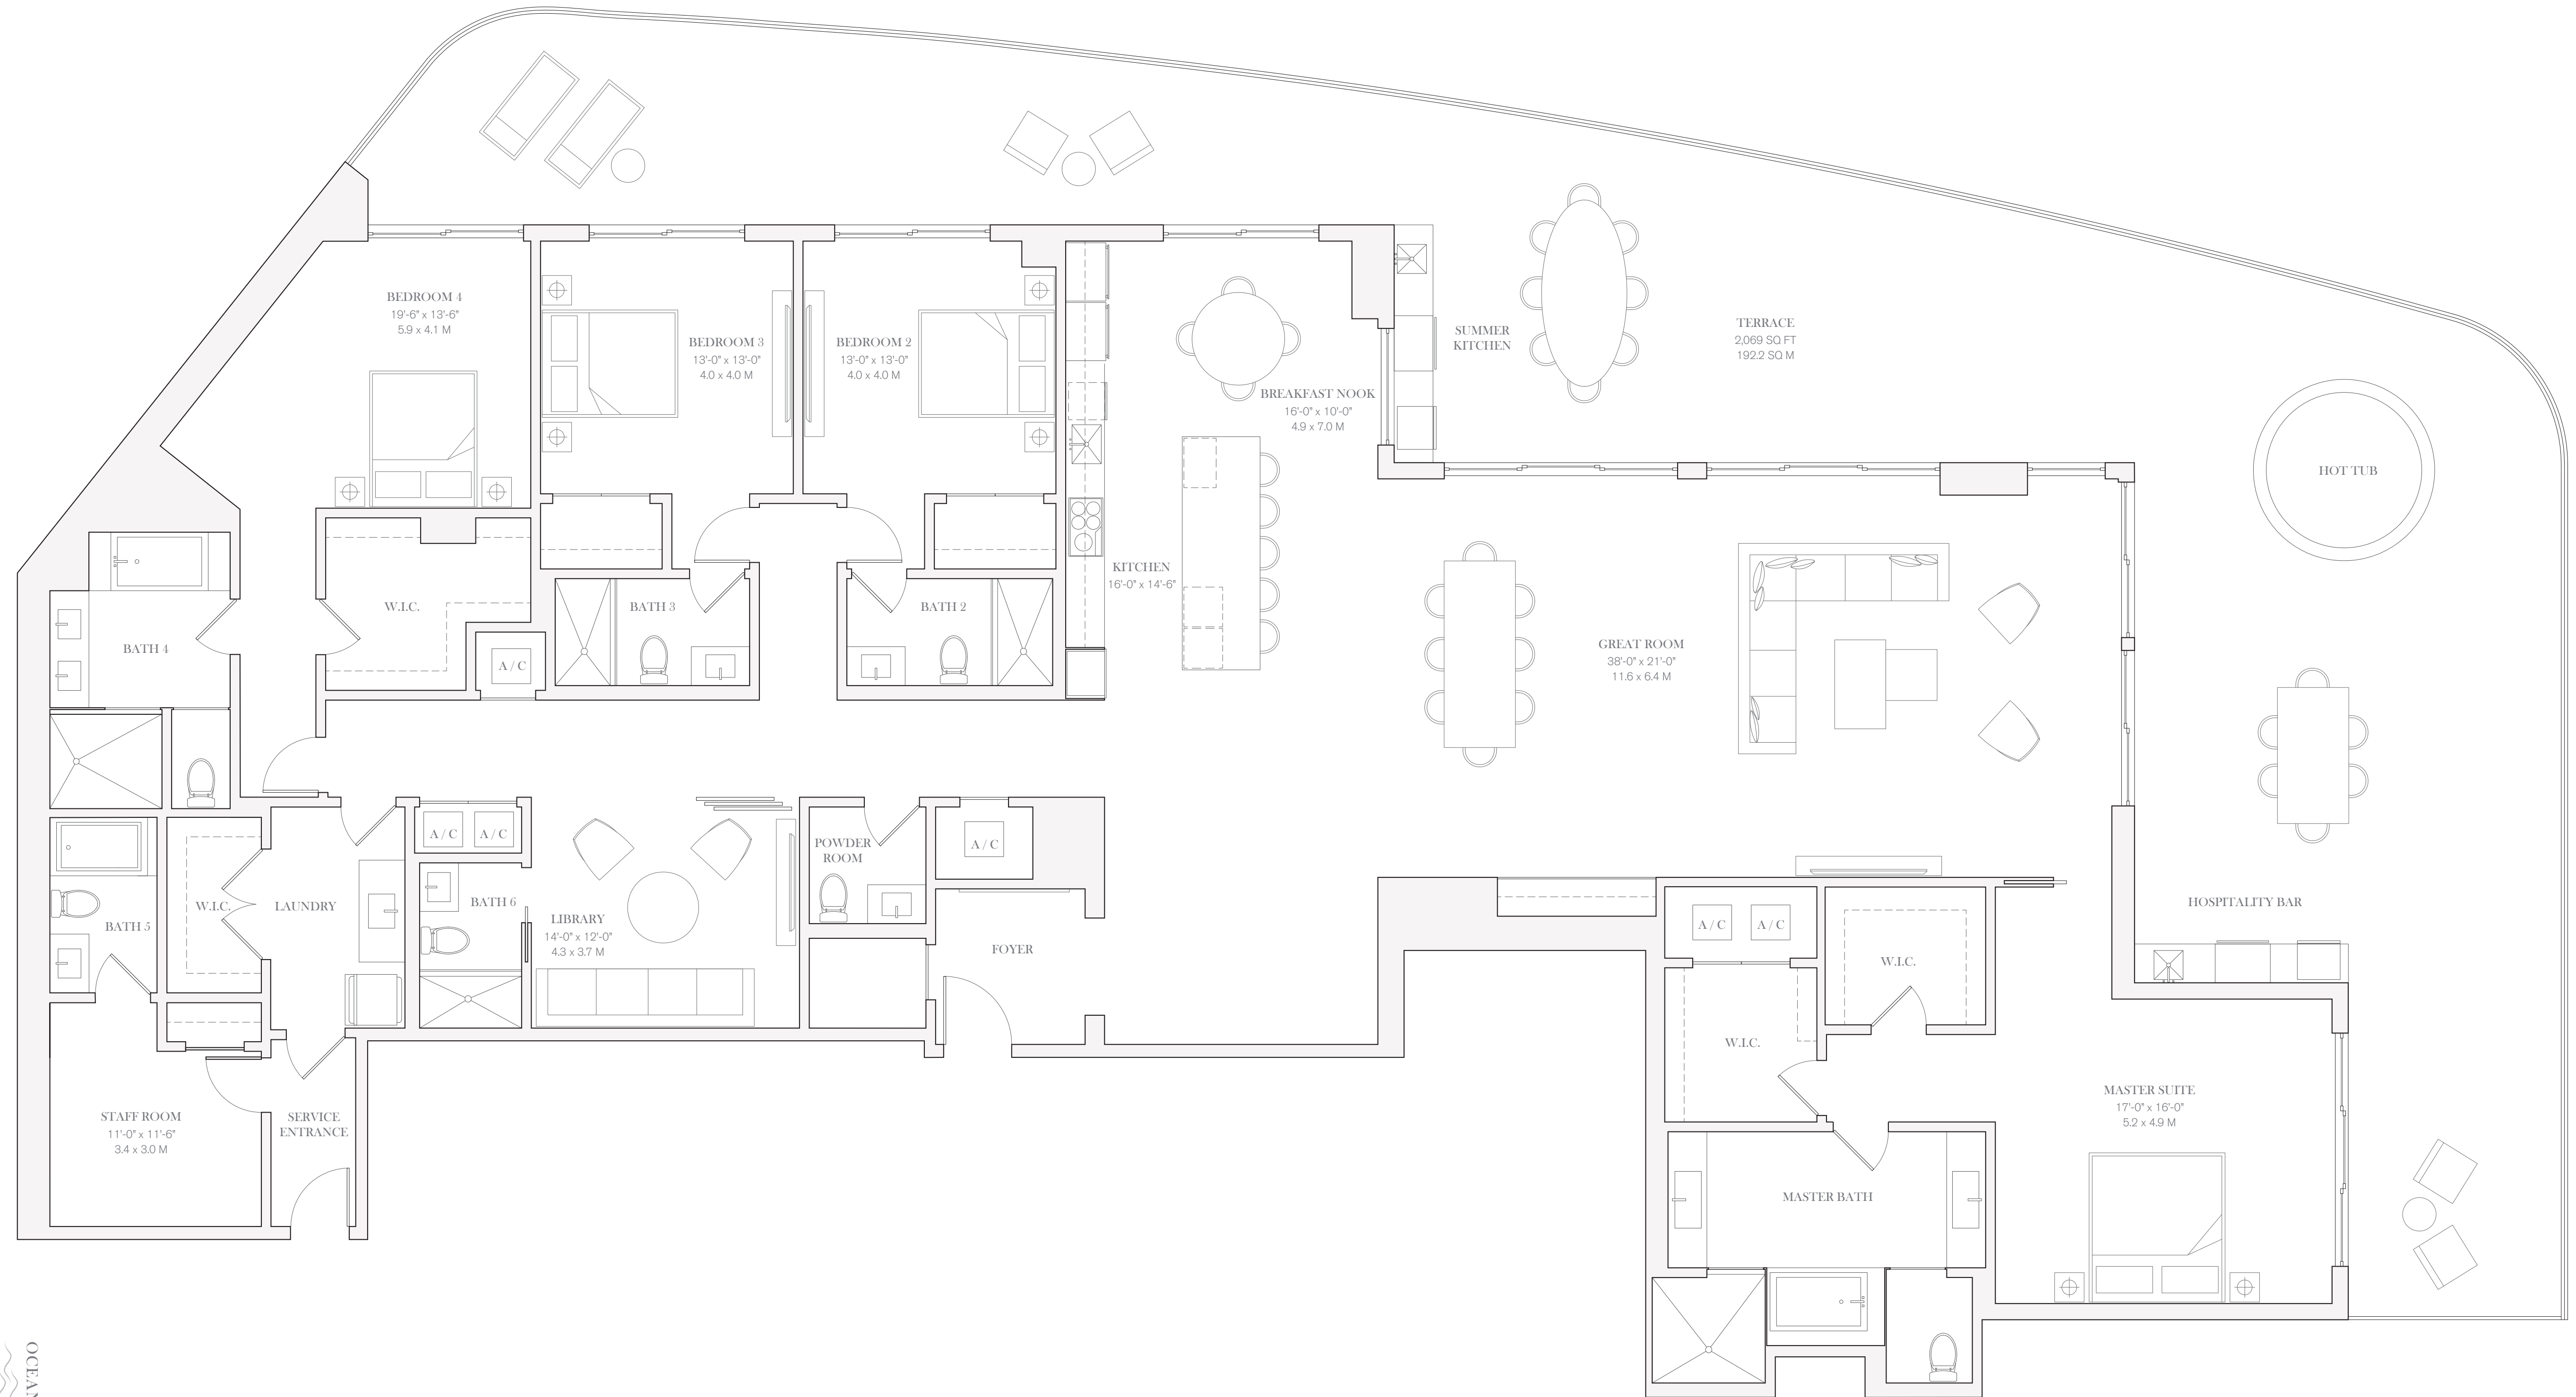 BEDROOM 4
19'-6" x 13'-6"
5.9 x 4.1 M
BEDROOM 3
13'-0" x 13'-0"
4.0 x 4.0 M
BEDROOM 2
13'-0" x 13'-0"
4.0 x 4.0 M
BREAKFAST NOOK
16'-0" x 10'-0"
4.9 x 7.0 M
SUMMER
KITCHEN
TERRACE
2,069 SQ FT
192.2 SQ M
HOT TUB
KITCHEN
16'-0" x 14'-6"
W.I.C.
BATH 3
BATH 2
BATH 4
A / C
GREAT ROOM
38'-0" x 21'-0"
11.6 x 6.4 M
A / C
A / C
POWDER
ROOM
A / C
W.I.C.
LAUNDRY
BATH 5
BATH 6
LIBRARY
14'-0" x 12'-0"
4.3 x 3.7 M
FOYER
HOSPITALITY BAR
A / C
A / C
W.I.C.
W.I.C.
MASTER SUITE
17'-0" x 16'-0"
5.2 x 4.9 M
STAFF ROOM
11'-0" x 11'-6"
3.4 x 3.0 M
SERVICE
ENTRANCE
MASTER BATH